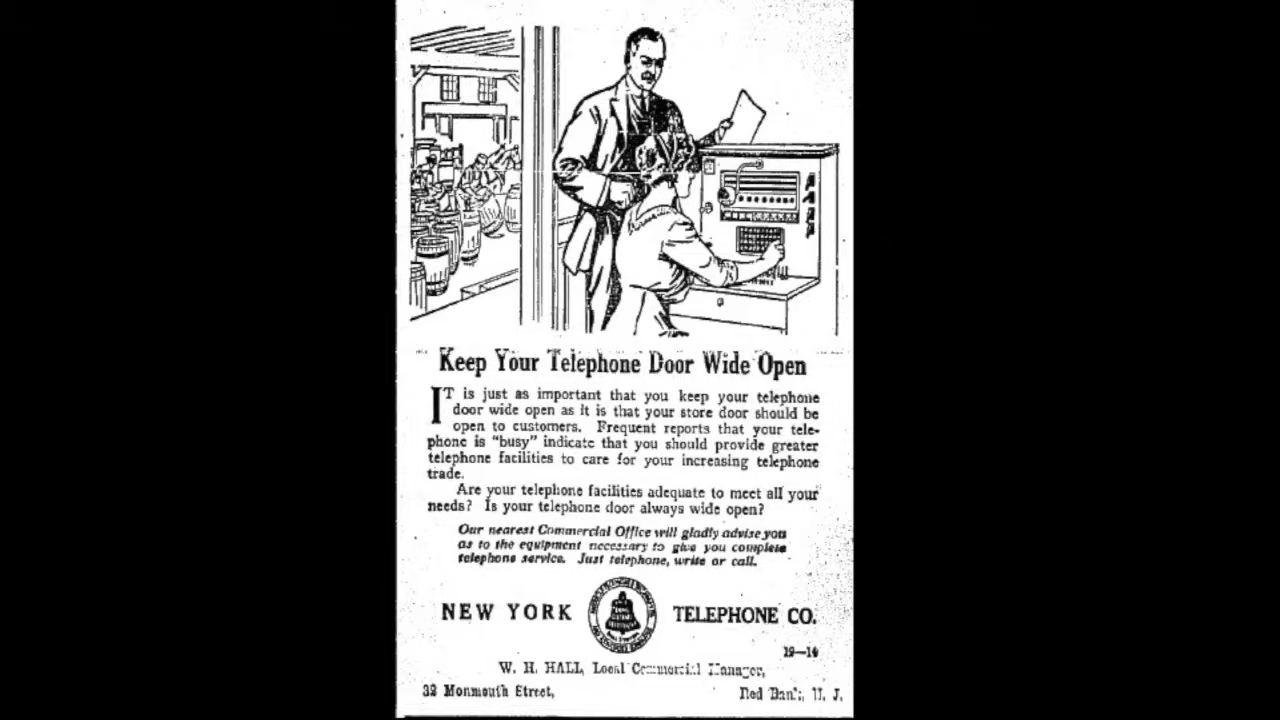 Keep Your Telephone Door Wide Open
IT is just as important that you keep your telephone
door wide open as it is that your store door should be
open to customers. Frequent reports that your tele-
phone is "busy" indicate that you should provide greater
telephone facilities to care for your increasing telephone
trade.
Are your telephone facilities adequate to meet all your
needs? Is your telephone door always wide open?
Our nearest Commercial Office will gladly advise you
as to the equipment necessary to give you complete
telephone service. Just telephone, write or call.
NEW YORK TELEPHONE CO.
19—14
W. H. HALL, Local Commercial Manager,
32 Monmouth Street, Red Bank, N. J.